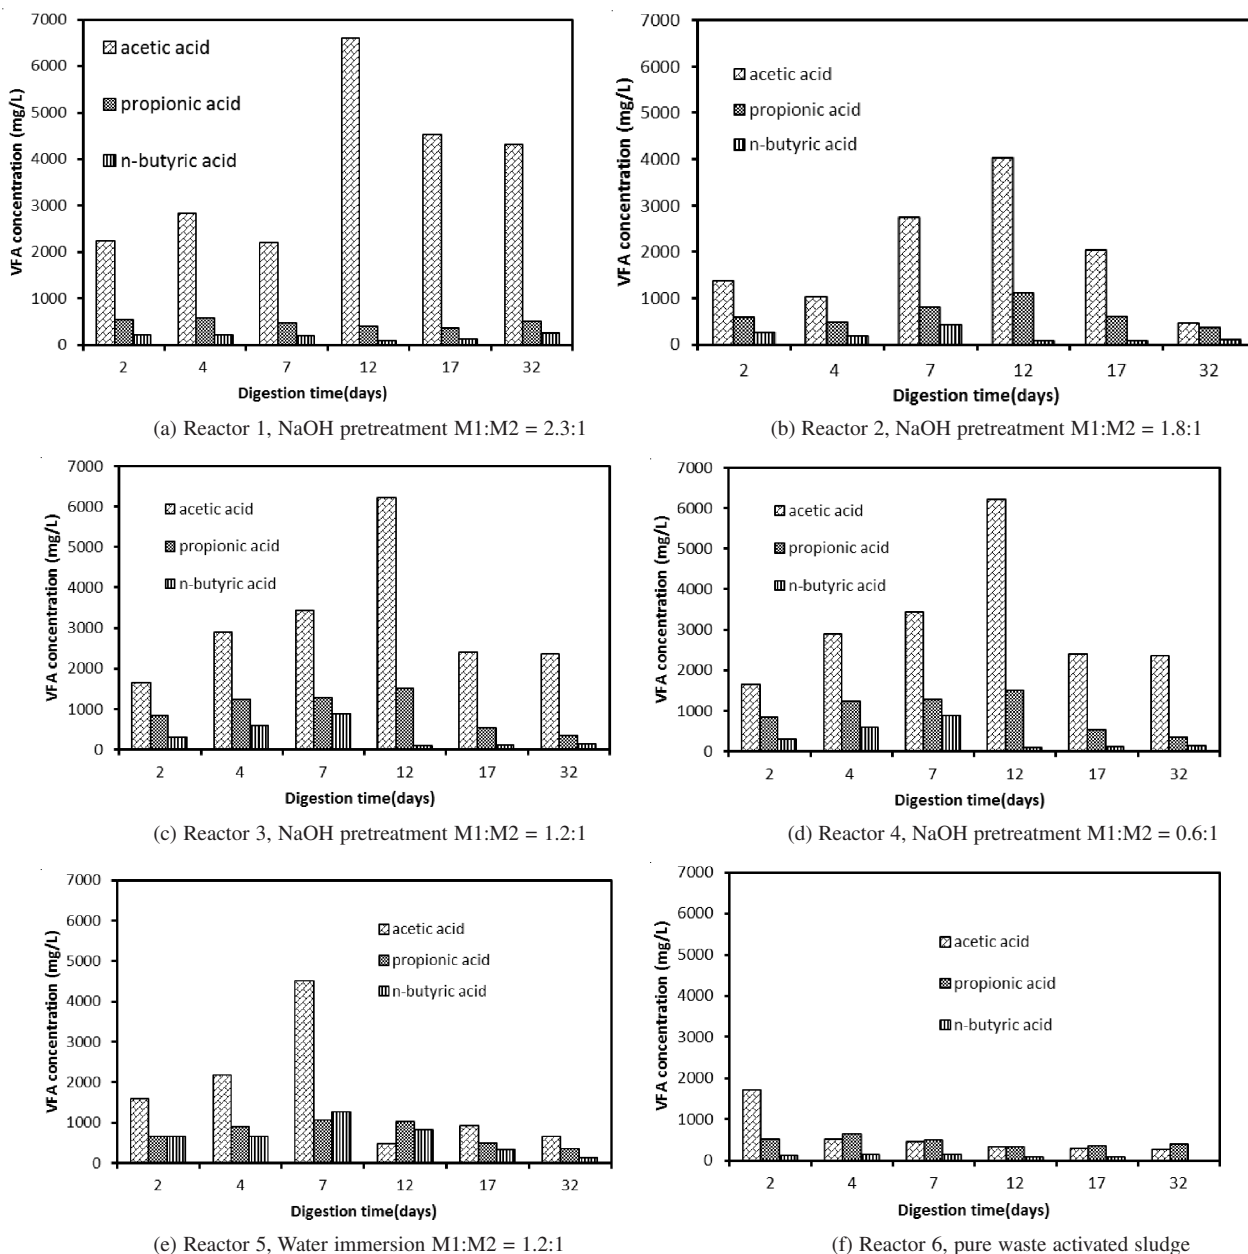 7000
6000
5000
4000
3000
2000
1000
0
VFA concentration (mg/L)
acetic acid
propionic acid
n-butyric acid
2 4 7 12 17 32
Digestion time(days)
(a) Reactor 1, NaOH pretreatment M1:M2 = 2.3:1
7000
6000
5000
4000
3000
2000
1000
0
VFA concentration (mg/L)
acetic acid
propionic acid
n-butyric acid
2 4 7 12 17 32
Digestion time(days)
(b) Reactor 2, NaOH pretreatment M1:M2 = 1.8:1
7000
6000
5000
4000
3000
2000
1000
0
VFA concentration (mg/L)
acetic acid
propionic acid
n-butyric acid
2 4 7 12 17 32
Digestion time(days)
(c) Reactor 3, NaOH pretreatment M1:M2 = 1.2:1
7000
6000
5000
4000
3000
2000
1000
0
VFA concentration (mg/L)
acetic acid
propionic acid
n-butyric acid
2 4 7 12 17 32
Digestion time(days)
(d) Reactor 4, NaOH pretreatment M1:M2 = 0.6:1
7000
6000
5000
4000
3000
2000
1000
0
VFA concentration (mg/L)
acetic acid
propionic acid
n-butyric acid
2 4 7 12 17 32
Digestion time(days)
(e) Reactor 5, Water immersion M1:M2 = 1.2:1
7000
6000
5000
4000
3000
2000
1000
0
VFA concentration (mg/L)
acetic acid
propionic acid
n-butyric acid
2 4 7 12 17 32
Digestion time(days)
(f) Reactor 6, pure waste activated sludge